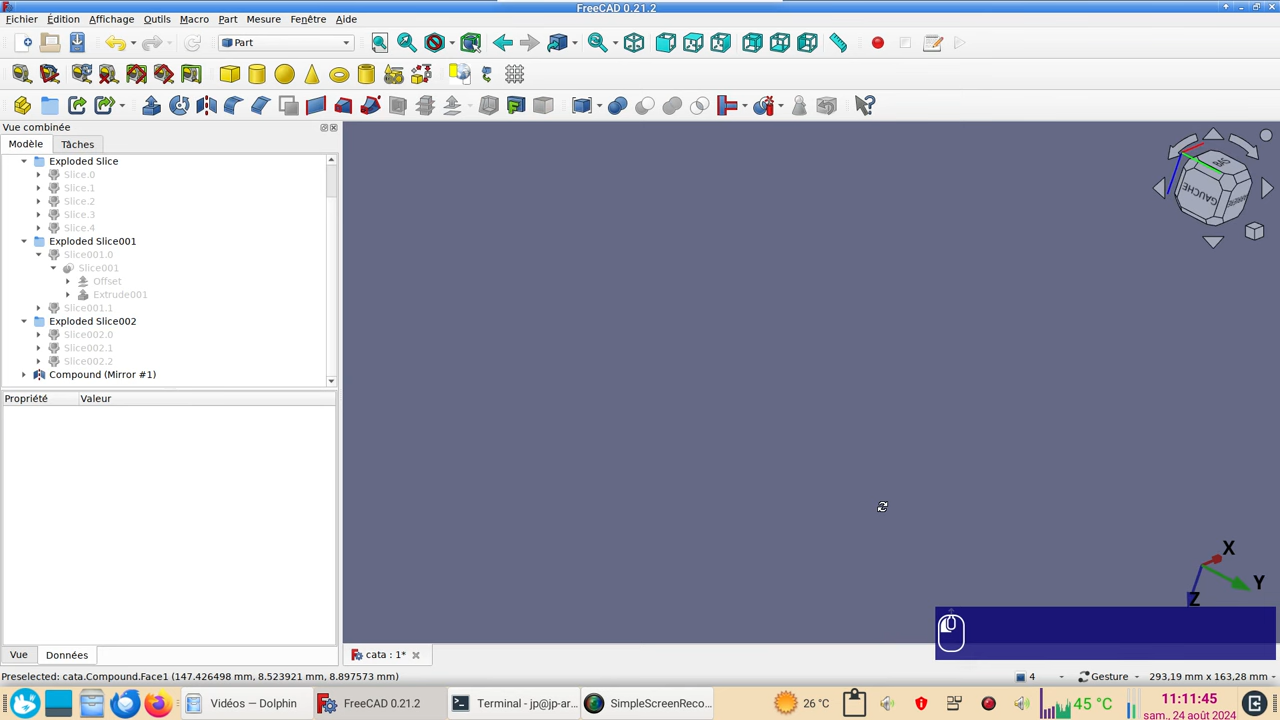 FreeCAD 0.21.2
Fichier Édition Affichage Outils Macro Part Mesure Fenêtre Aide
Part
Vue combinée
Modèle Tâches
Exploded Slice
Slice.0
Slice.1
Slice.2
Slice.3
Slice.4
Exploded Slice001
Slice001.0
Slice001
Offset
Extrude001
Slice001.1
Exploded Slice002
Slice002.0
Slice002.1
Slice002.2
Compound (Mirror #1)
Propriété Valeur
GAUCHE
X
Y
Z
Vue Données
cata : 1*
Preselected: cata.Compound.Face1 (147.426498 mm, 8.523921 mm, 8.897573 mm)
4 Gesture 293,19 mm x 163,28 mm
Vidéos — Dolphin
FreeCAD 0.21.2
Terminal - jp@jp-ar...
SimpleScreenReco...
26 °C
45 °C
11:11:45
sam., 24 août 2024